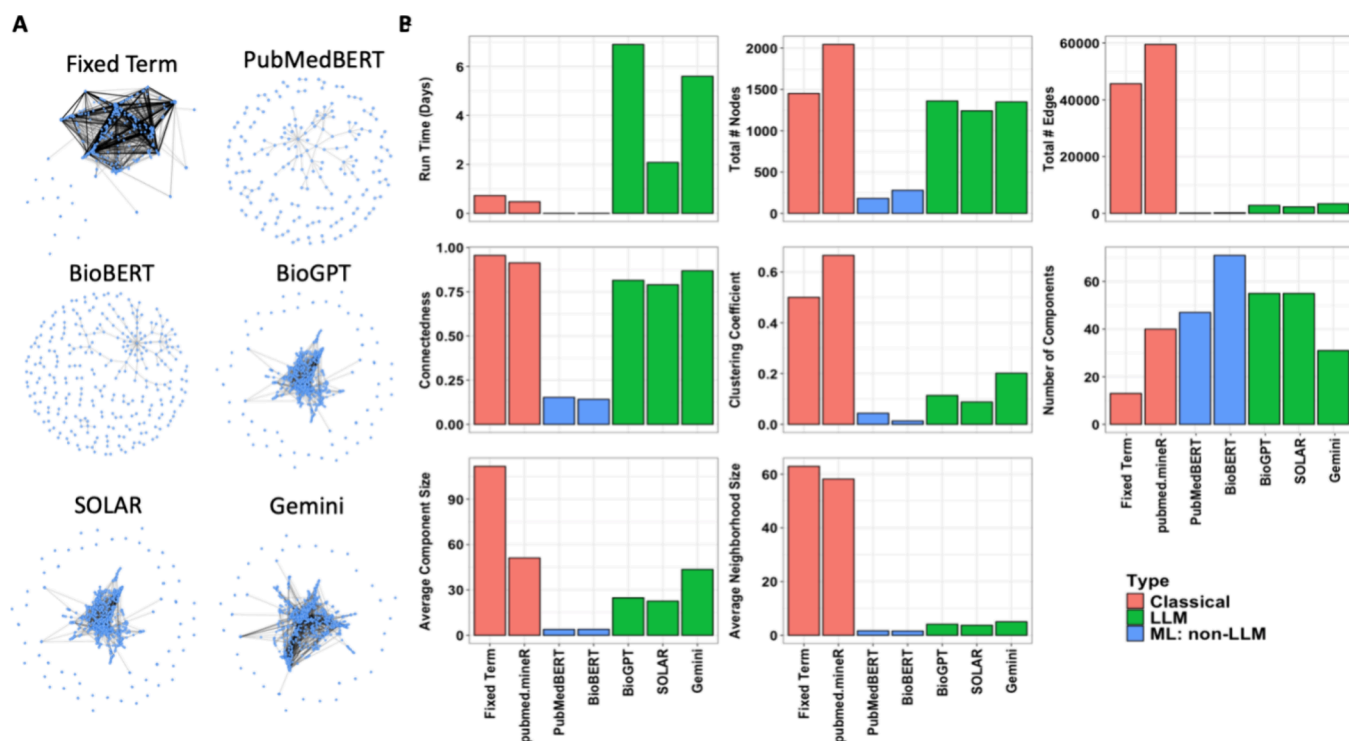 A
Fixed Term
PubMedBERT
BioBERT
BioGPT
SOLAR
Gemini
B
Run Time (Days)
6
4
2
0
Total # Nodes
2000
1500
1000
500
0
Total # Edges
60000
40000
20000
0
Connectedness
1.00
0.75
0.50
0.25
0.00
Clustering Coefficient
0.6
0.4
0.2
0.0
Number of Components
60
40
20
0
Fixed Term
pubmed.mineR
PubMedBERT
BioBERT
BioGPT
SOLAR
Gemini
Average Component Size
90
60
30
0
Fixed Term
pubmed.mineR
PubMedBERT
BioBERT
BioGPT
SOLAR
Gemini
Average Neighborhood Size
60
40
20
0
Fixed Term
pubmed.mineR
PubMedBERT
BioBERT
BioGPT
SOLAR
Gemini
Type
Classical
LLM
ML: non-LLM